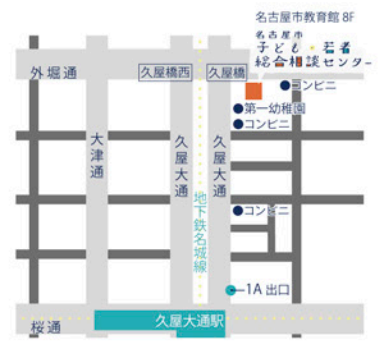 名古屋市教育館 8F
名古屋市
子ども・若者
総合相談センター
外堀通
久屋橋西
久屋橋
コンビニ
第一幼稚園
コンビニ
大津通
久屋大通
久屋大通
地下鉄名城線
コンビニ
1A 出口
桜通
久屋大通駅